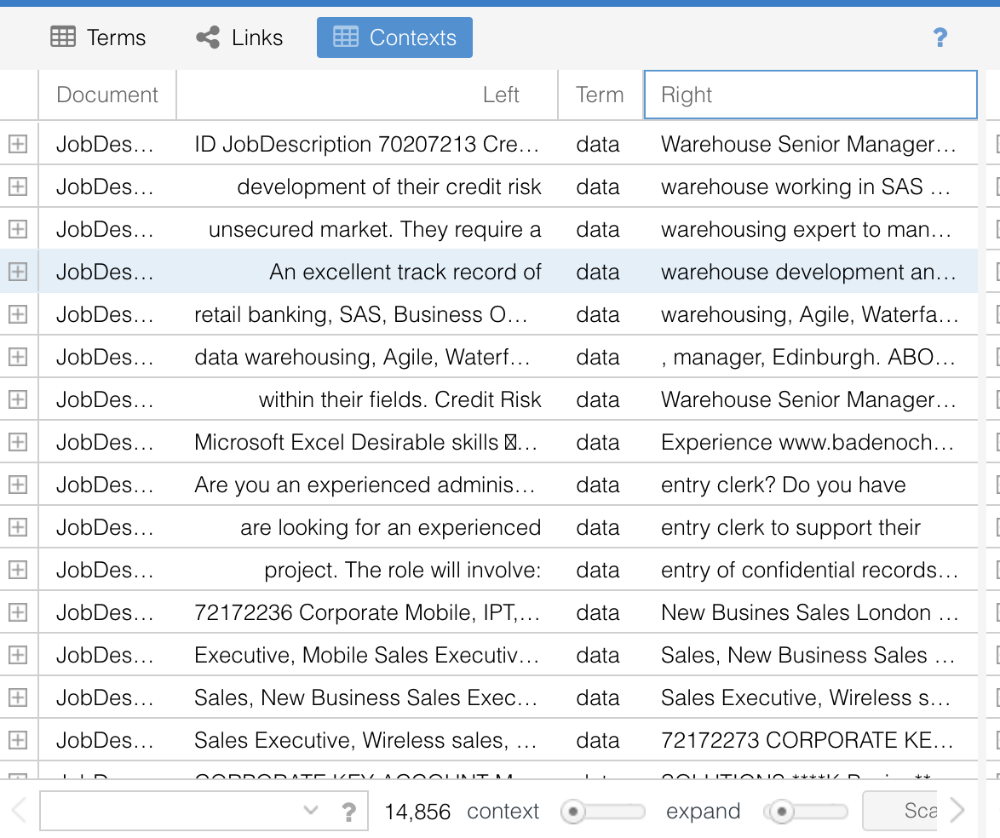 Terms Links Contexts ?
Document Left Term Right
JobDes... ID JobDescription 70207213 Cre... data Warehouse Senior Manager...
JobDes... development of their credit risk data warehouse working in SAS ...
JobDes... unsecured market. They require a data warehousing expert to man...
JobDes... An excellent track record of data warehouse development an...
JobDes... retail banking, SAS, Business O... data warehousing, Agile, Waterfa...
JobDes... data warehousing, Agile, Waterf... data , manager, Edinburgh. ABO...
JobDes... within their fields. Credit Risk data Warehouse Senior Manager...
JobDes... Microsoft Excel Desirable skills ... data Experience www.badenoch...
JobDes... Are you an experienced adminis... data entry clerk? Do you have
JobDes... are looking for an experienced data entry clerk to support their
JobDes... project. The role will involve: data entry of confidential records...
JobDes... 72172236 Corporate Mobile, IPT,... data New Busines Sales London ...
JobDes... Executive, Mobile Sales Executiv... data Sales, New Business Sales ...
JobDes... Sales, New Business Sales Exec... data Sales Executive, Wireless s...
JobDes... Sales Executive, Wireless sales, ... data 72172273 CORPORATE KE...
? 14,856 context expand Sca